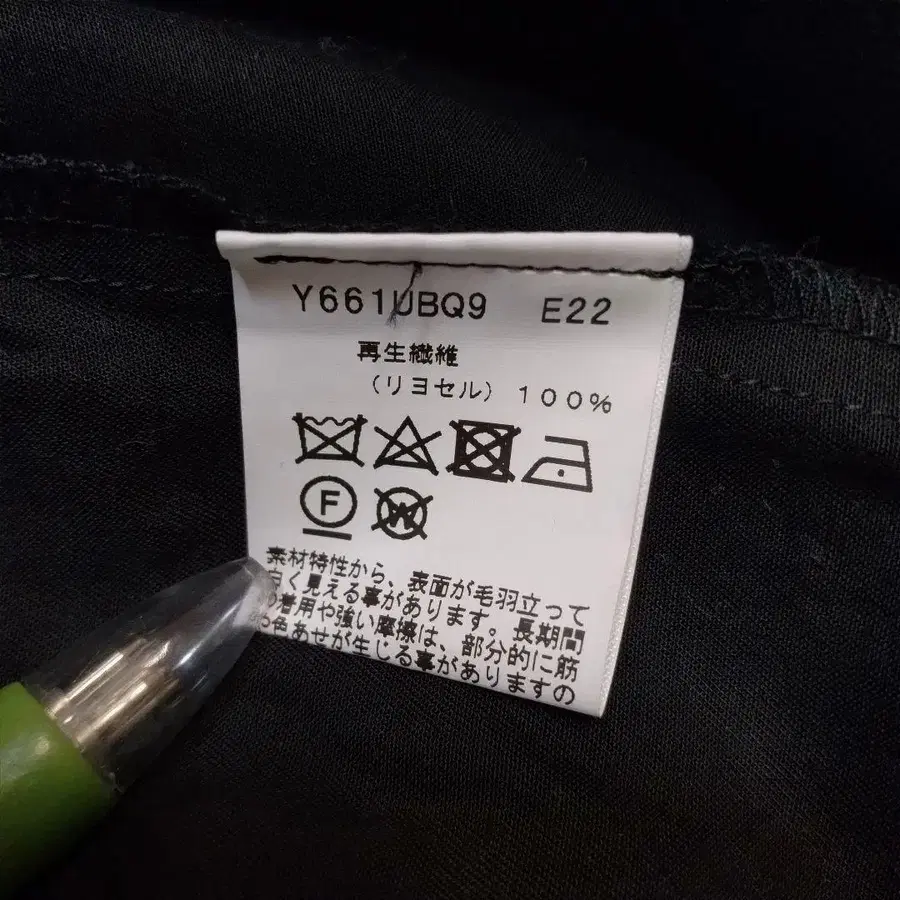 Y661UBQ9 E22
再生繊維
(リヨセル) 100%
F
W
素材特性から、表面が毛羽立って
白く見える事があります。長期間
の着用や強い摩擦は、部分的に筋
や色あせが生じる事がありますの